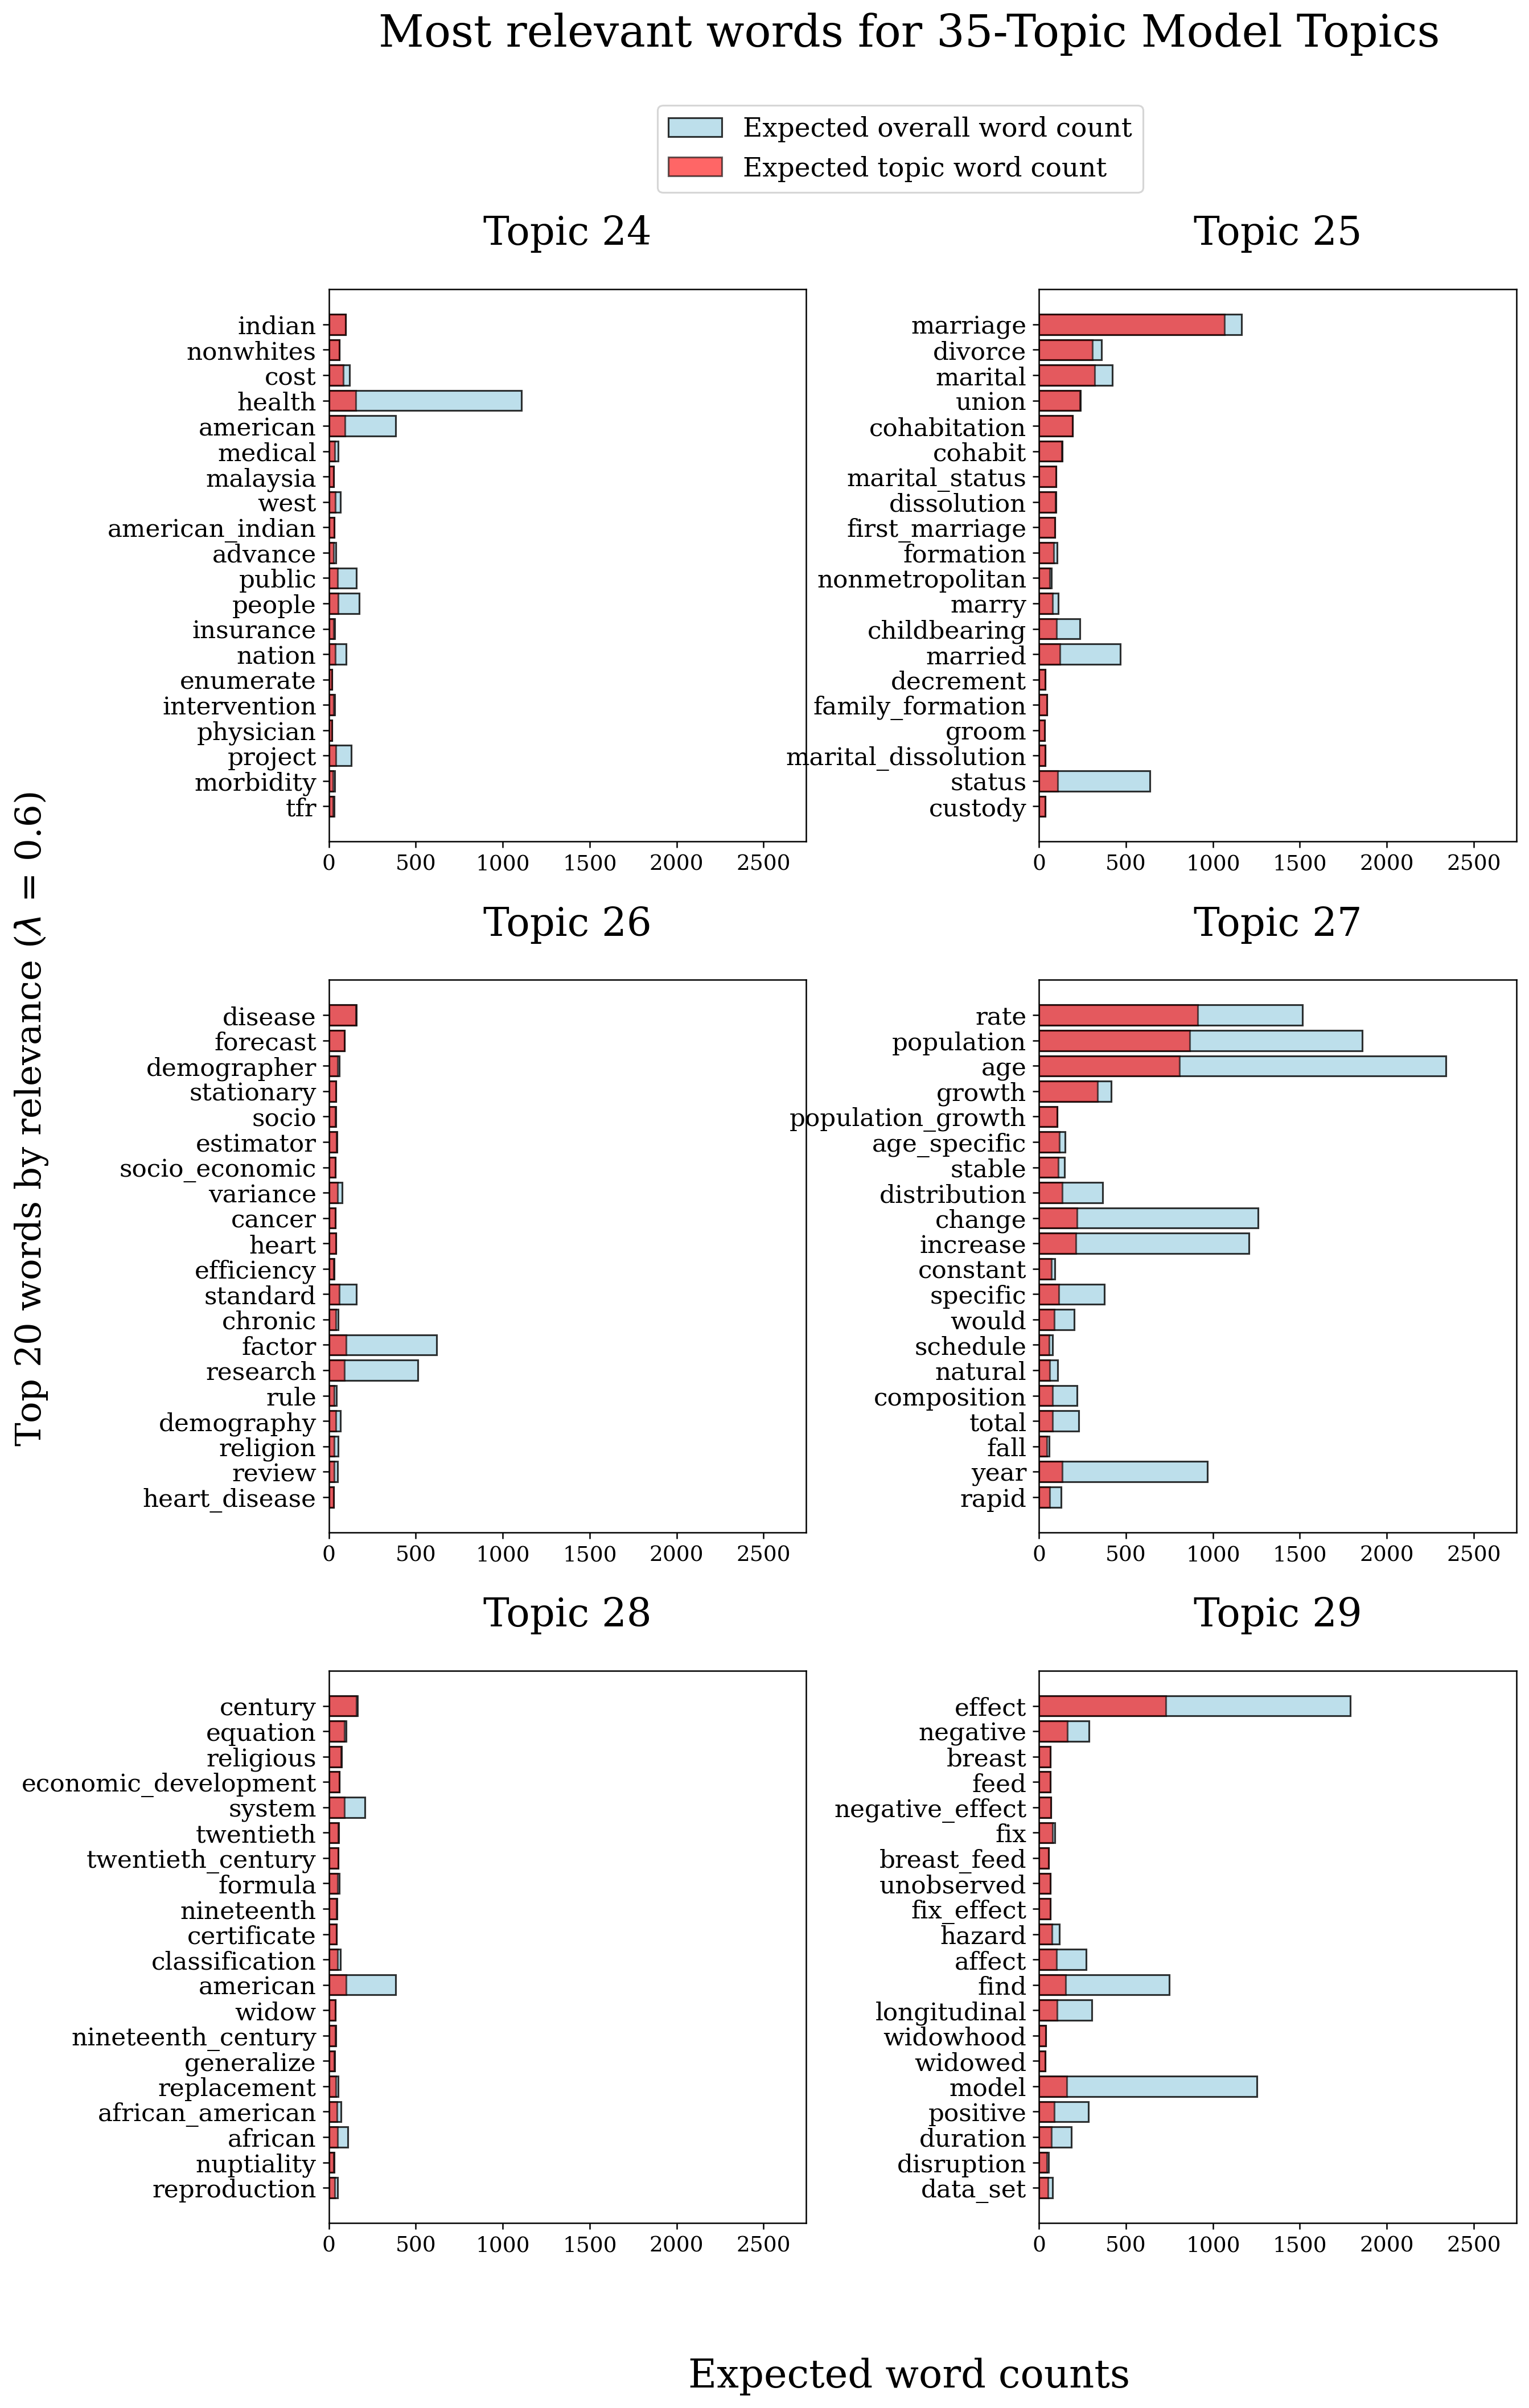 Most relevant words for 35-Topic Model Topics
Expected overall word count
Expected topic word count
Top 20 words by relevance (λ = 0.6)
Topic 24
indian
nonwhites
cost
health
american
medical
malaysia
west
american_indian
advance
public
people
insurance
nation
enumerate
intervention
physician
project
morbidity
tfr
0 500 1000 1500 2000 2500
Topic 25
marriage
divorce
marital
union
cohabitation
cohabit
marital_status
dissolution
first_marriage
formation
nonmetropolitan
marry
childbearing
married
decrement
family_formation
groom
marital_dissolution
status
custody
0 500 1000 1500 2000 2500
Topic 26
disease
forecast
demographer
stationary
socio
estimator
socio_economic
variance
cancer
heart
efficiency
standard
chronic
factor
research
rule
demography
religion
review
heart_disease
0 500 1000 1500 2000 2500
Topic 27
rate
population
age
growth
population_growth
age_specific
stable
distribution
change
increase
constant
specific
would
schedule
natural
composition
total
fall
year
rapid
0 500 1000 1500 2000 2500
Topic 28
century
equation
religious
economic_development
system
twentieth
twentieth_century
formula
nineteenth
certificate
classification
american
widow
nineteenth_century
generalize
replacement
african_american
african
nuptiality
reproduction
0 500 1000 1500 2000 2500
Topic 29
effect
negative
breast
feed
negative_effect
fix
breast_feed
unobserved
fix_effect
hazard
affect
find
longitudinal
widowhood
widowed
model
positive
duration
disruption
data_set
0 500 1000 1500 2000 2500
Expected word counts